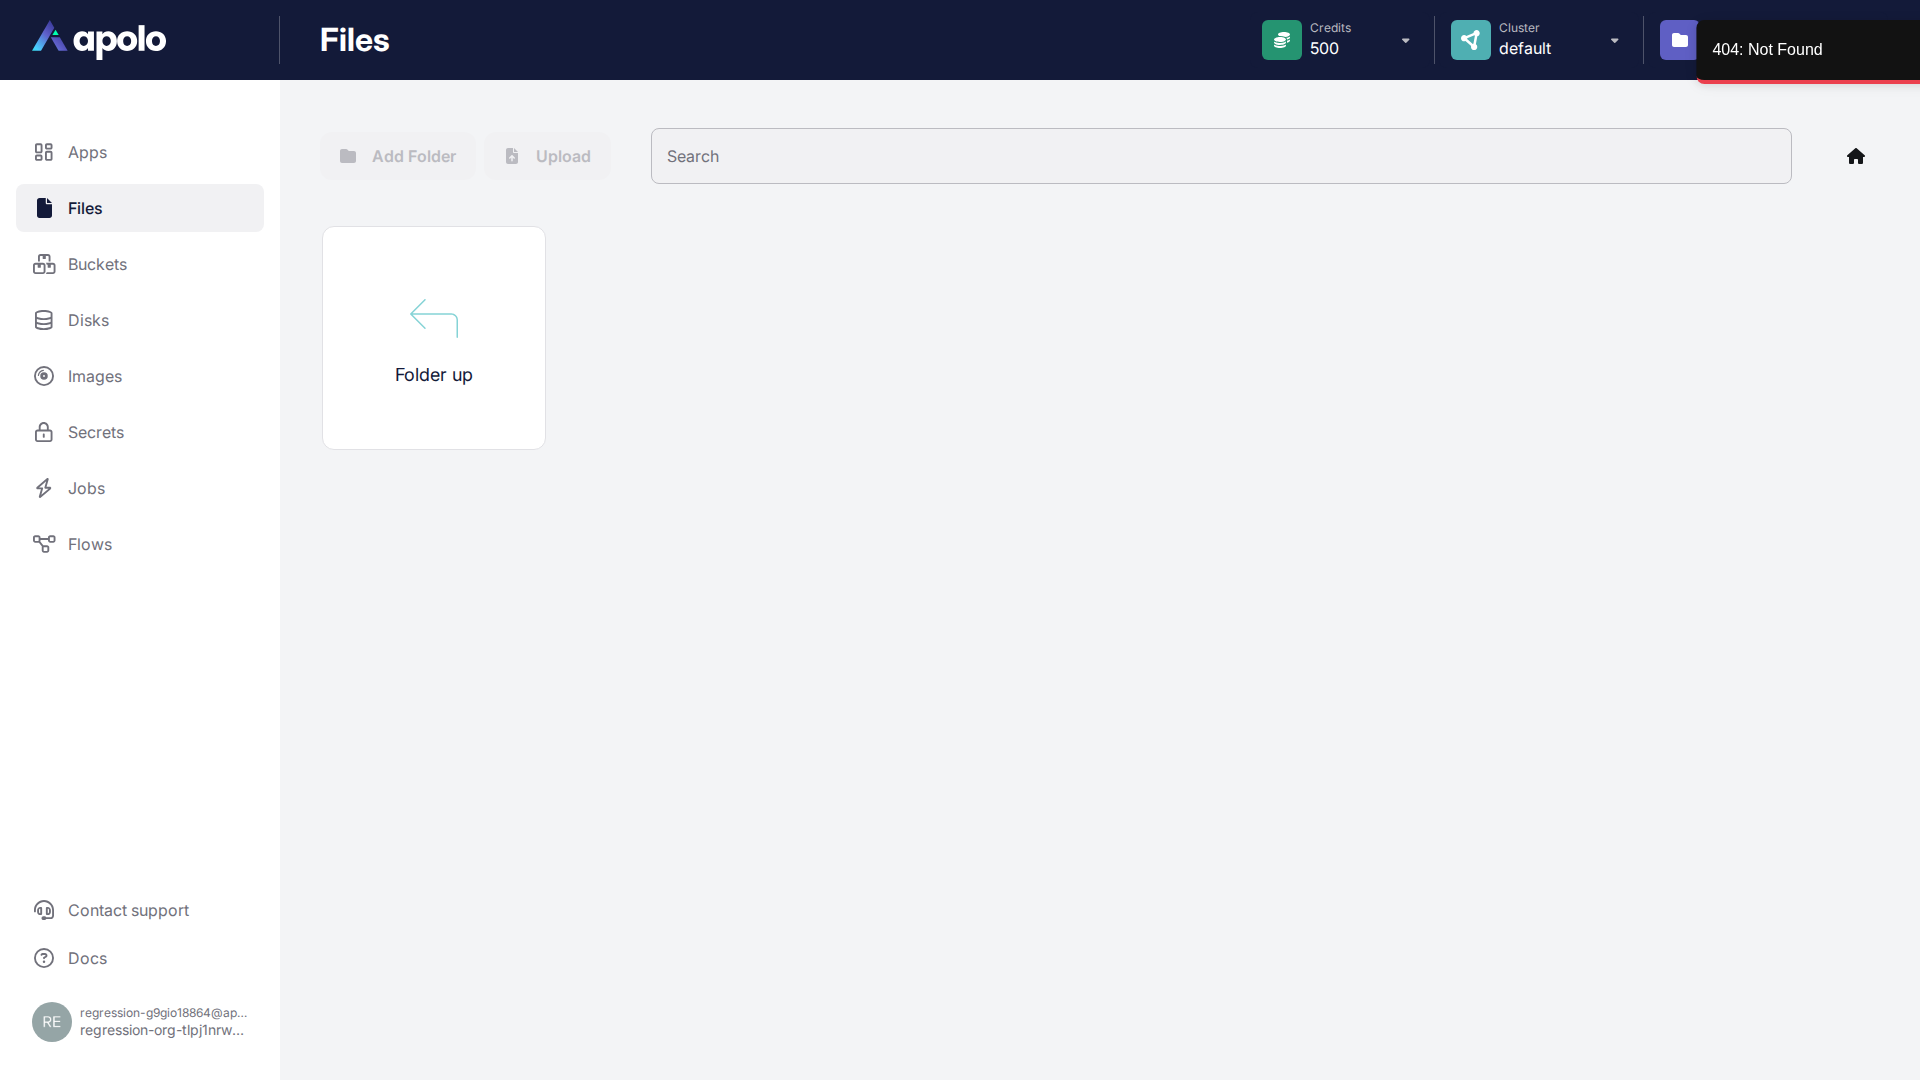 apolo
Files
Credits
500
Cluster
default
404: Not Found
Apps
Files
Buckets
Disks
Images
Secrets
Jobs
Flows
Add Folder
Upload
Search
Folder up
Contact support
Docs
RE
regression-g9gio18864@ap...
regression-org-tlpj1nrw...